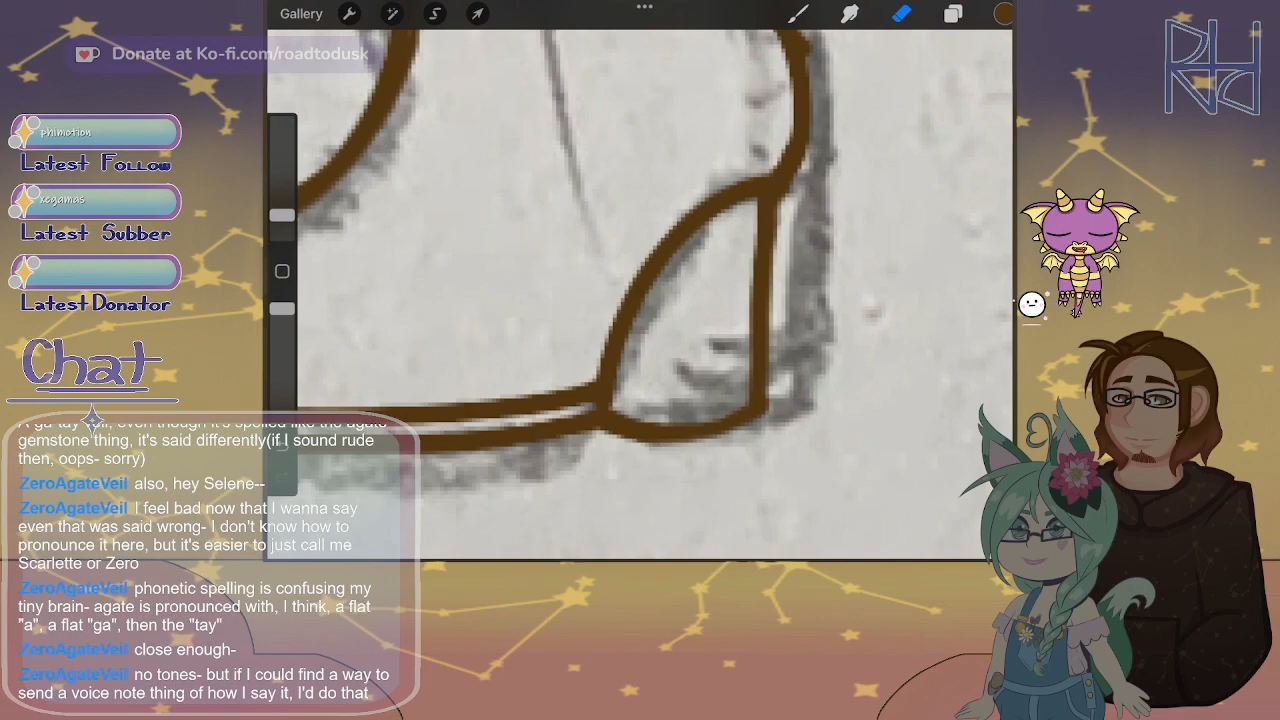 Gallery
Donate at Ko-fi.com/roadtodusk
phimotion
Latest Follow
xegamas
Latest Subber
Latest Donator
Chat
gemstone thing, it's said differently(if I sound rude
then, oops- sorry)
ZeroAgateVeil also, hey Selene--
ZeroAgateVeil I feel bad now that I wanna say
even that was said wrong- I don't know how to
pronounce it here, but it's easier to just call me
Scarlette or Zero
ZeroAgateVeil phonetic spelling is confusing my
tiny brain- agate is pronounced with, I think, a flat
"a", a flat "ga", then the "tay"
ZeroAgateVeil close enough-
ZeroAgateVeil no tones- but if I could find a way to
send a voice note thing of how I say it, I'd do that